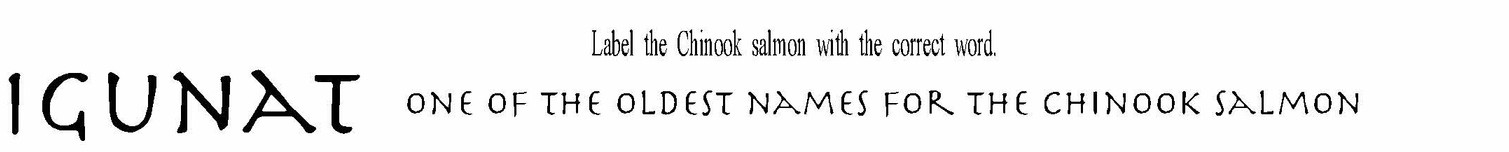 Label the Chinook salmon with the correct word.
IGUNAT ONE OF THE OLDEST NAMES FOR THE CHINOOK SALMON